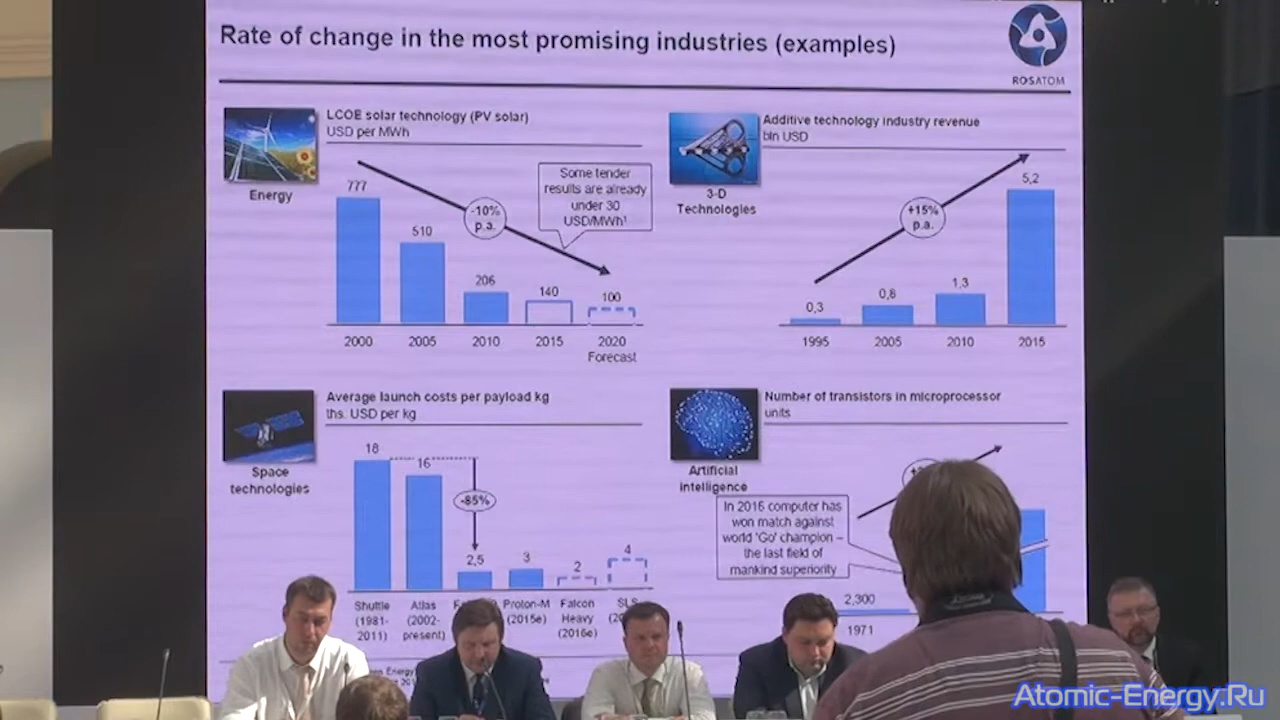 Rate of change in the most promising industries (examples)
ROSATOM
LCOE solar technology (PV solar)
USD per MWh
Energy
777
510
206
140
100
-10%
p.a.
Some tender
results are already
under 30
USD/MWh¹
2000
2005
2010
2015
2020
Forecast
Additive technology industry revenue
bln USD
3-D
Technologies
0,3
0,8
1,3
5,2
+15%
p.a.
1995
2005
2010
2015
Average launch costs per payload kg
ths. USD per kg
Space
technologies
18
16
2,5
3
2
4
-85%
Shuttle
(1981-
2011)
Atlas
(2002-
present)
Proton-M
(2015e)
Falcon
Heavy
(2016e)
SLS
Number of transistors in microprocessor
units
Artificial
intelligence
In 2016 computer has
won match against
world 'Go' champion –
the last field of
mankind superiority
2,300
1971
Atomic-Energy.Ru